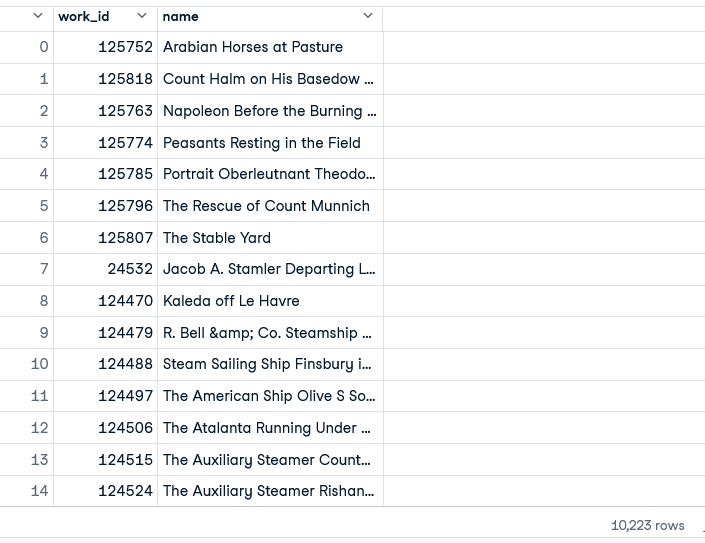 work_id name
0 125752 Arabian Horses at Pasture
1 125818 Count Halm on His Basedow ...
2 125763 Napoleon Before the Burning ...
3 125774 Peasants Resting in the Field
4 125785 Portrait Oberleutnant Theodo...
5 125796 The Rescue of Count Munnich
6 125807 The Stable Yard
7 24532 Jacob A. Stamler Departing L...
8 124470 Kaleda off Le Havre
9 124479 R. Bell &amp; Co. Steamship ...
10 124488 Steam Sailing Ship Finsbury i...
11 124497 The American Ship Olive S So...
12 124506 The Atalanta Running Under ...
13 124515 The Auxiliary Steamer Count...
14 124524 The Auxiliary Steamer Rishan...
10,223 rows